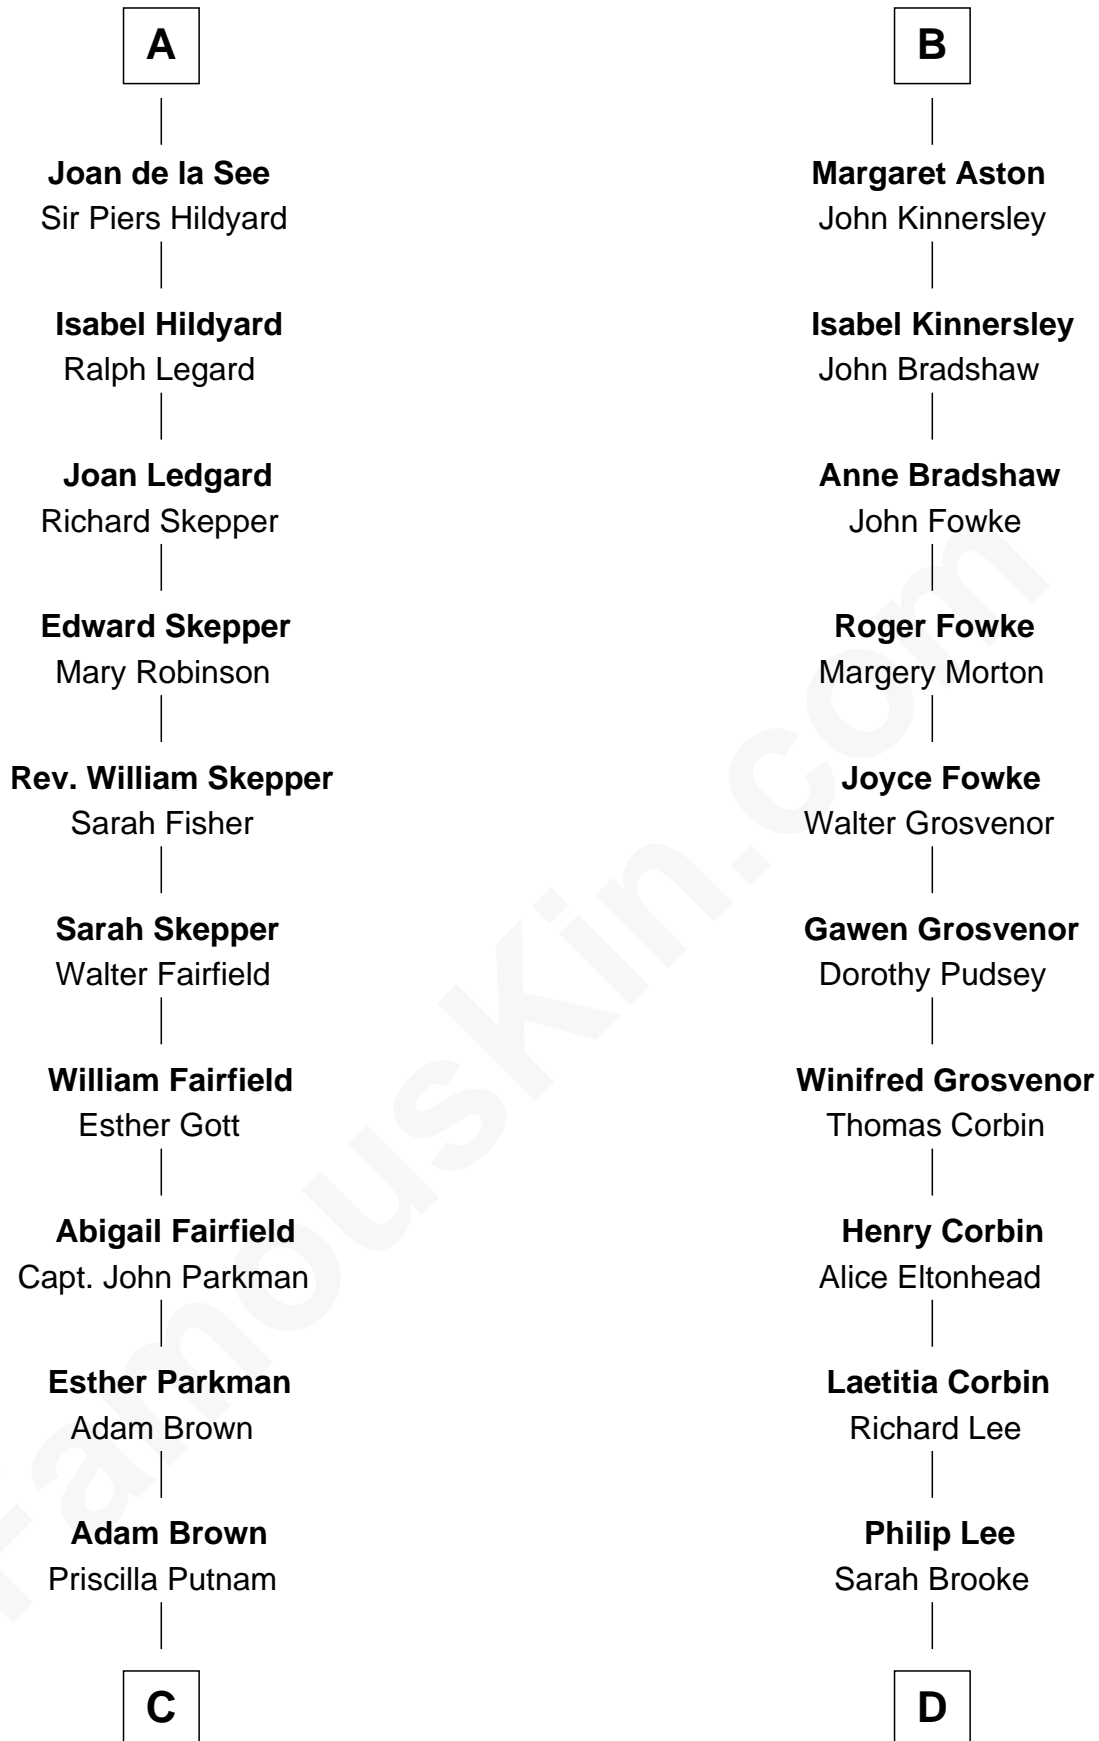 A
Joan de la See
Sir Piers Hildyard
Isabel Hildyard
Ralph Legard
Joan Ledgard
Richard Skepper
Edward Skepper
Mary Robinson
Rev. William Skepper
Sarah Fisher
Sarah Skepper
Walter Fairfield
William Fairfield
Esther Gott
Abigail Fairfield
Capt. John Parkman
Esther Parkman
Adam Brown
Adam Brown
Priscilla Putnam
C
B
Margaret Aston
John Kinnersley
Isabel Kinnersley
John Bradshaw
Anne Bradshaw
John Fowke
Roger Fowke
Margery Morton
Joyce Fowke
Walter Grosvenor
Gawen Grosvenor
Dorothy Pudsey
Winifred Grosvenor
Thomas Corbin
Henry Corbin
Alice Eltonhead
Laetitia Corbin
Richard Lee
Philip Lee
Sarah Brooke
D
FamousKin.com